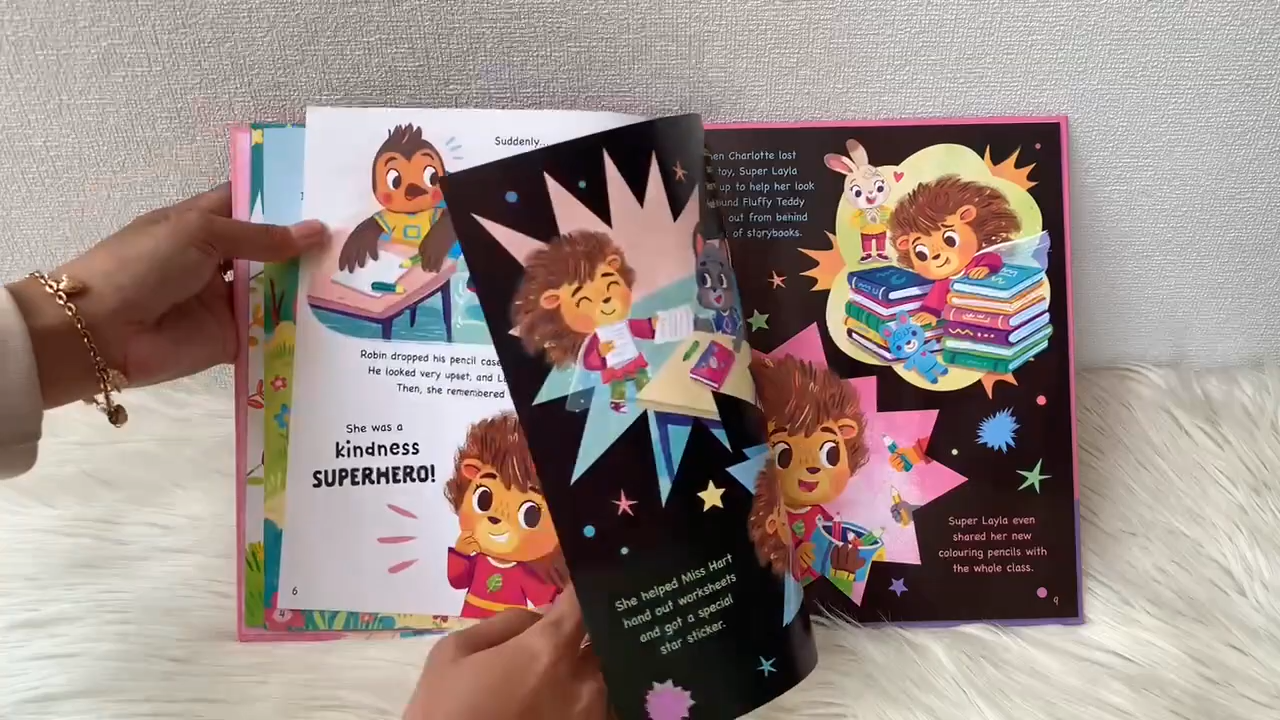 Suddenly...
Robin dropped his pencil case
He looked very upset, and
Then, she remembered
She was a
kindness
SUPERHERO!
6
4
She helped Miss Hart
hand out worksheets
and got a special
star sticker.
Charlotte lost
toy, Super Layla
up to help her look
Fluffy Teddy
out from behind
of storybooks.
Super Layla even
shared her new
colouring pencils with
the whole class.
9